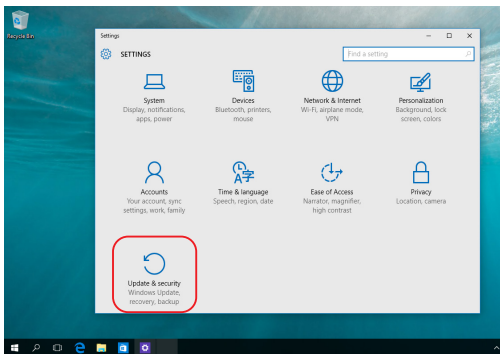 Recycle Bin
Settings
SETTINGS
Find a setting
System
Display, notifications,
apps, power
Devices
Bluetooth, printers,
mouse
Network & Internet
Wi-Fi, airplane mode,
VPN
Personalization
Background, lock
screen, colors
Accounts
Your account, sync
settings, work, family
Time & language
Speech, region, date
Ease of Access
Narrator, magnifier,
high contrast
Privacy
Location, camera
Update & security
Windows Update,
recovery, backup